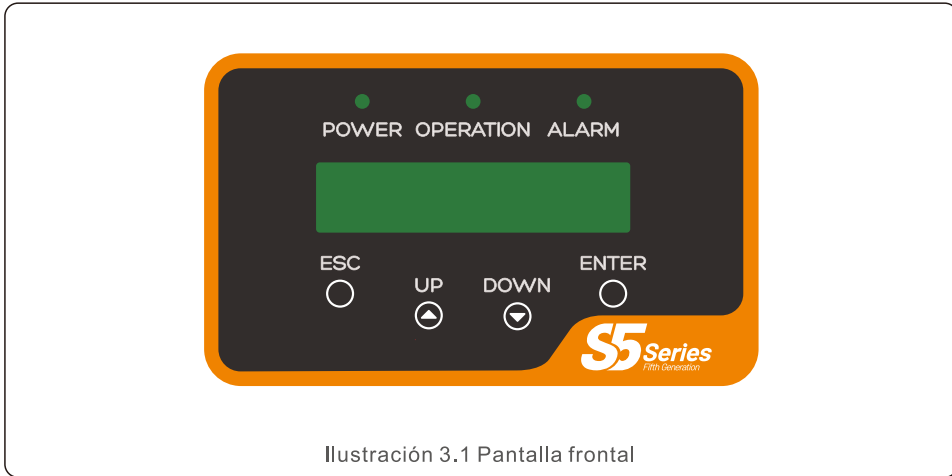 POWER OPERATION ALARM
ESC UP DOWN ENTER
S5 Series
Fifth Generation
Ilustración 3.1 Pantalla frontal